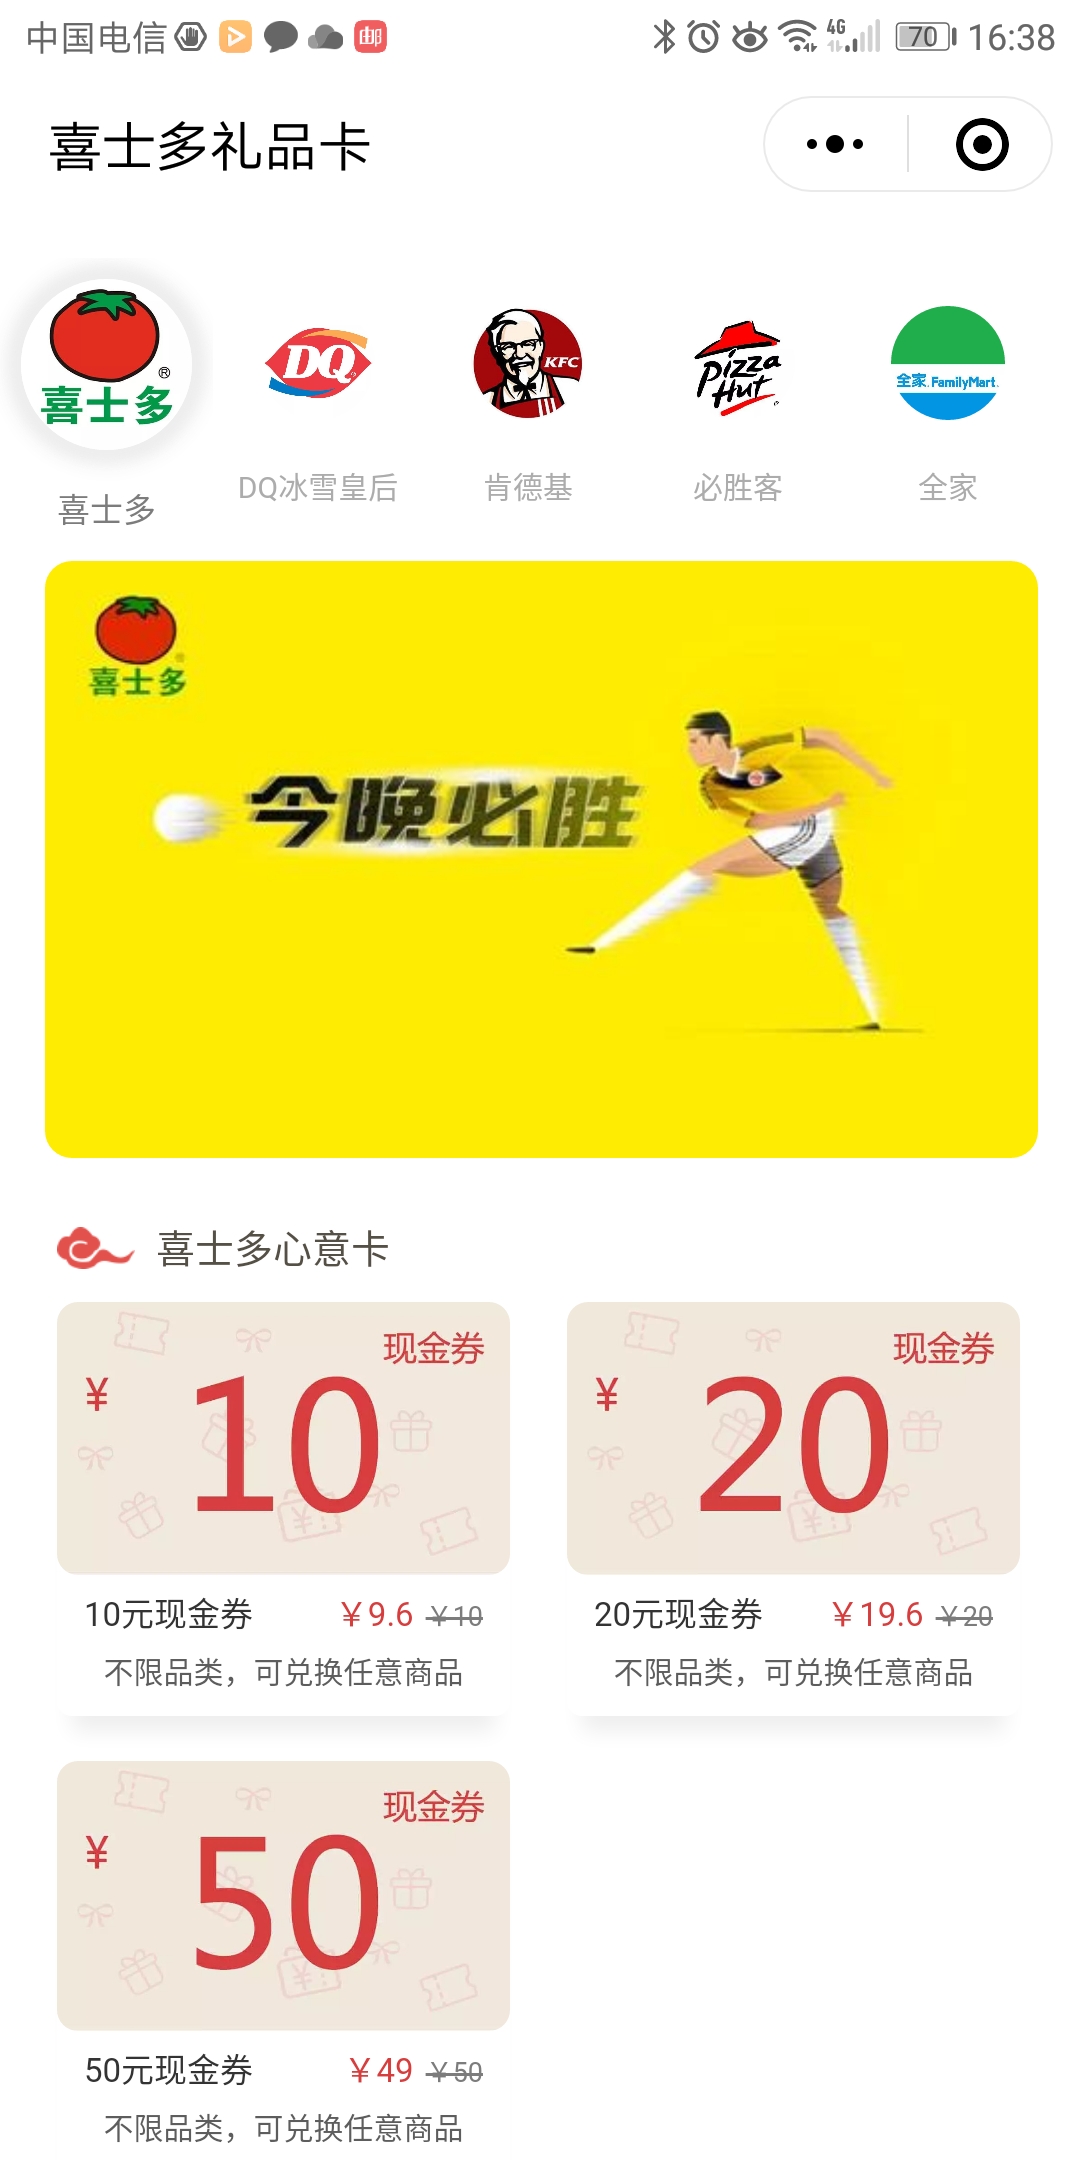 中国电信
邮
4G
70
16:38
喜士多礼品卡
®
喜士多
DQ
KFC
Pizza
Hut
全家 FamilyMart
喜士多
DQ冰雪皇后
肯德基
必胜客
全家
喜士多
今晚必胜
喜士多心意卡
现金券
¥
10
现金券
¥
20
10元现金券
¥9.6
¥10
20元现金券
¥19.6
¥20
不限品类，可兑换任意商品
不限品类，可兑换任意商品
现金券
¥
50
50元现金券
¥49
¥50
不限品类，可兑换任意商品